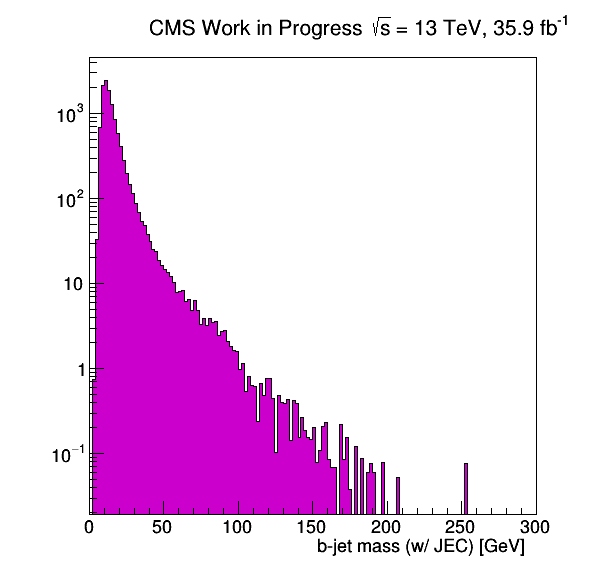 CMS Work in Progress √s = 13 TeV, 35.9 fb⁻¹
10³
10²
10
1
10⁻¹
0 50 100 150 200 250 300
b-jet mass (w/ JEC) [GeV]